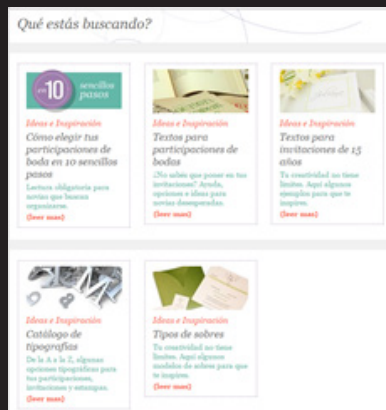 Qué estás buscando?
en 10 sencillos
pasos
Ideas e Inspiración
Cómo elegir tus
participaciones de
boda en 10 sencillos
pasos
Lectura obligatoria para
novias que buscan
organizarse.
(leer mas)
Ideas e Inspiración
Textos para
participaciones de
bodas
¿No sabés que poner en tus
invitaciones? Ayuda,
opciones e ideas para
novias desesperadas.
(leer mas)
Ideas e Inspiración
Textos para
invitaciones de 15
años
Tu creatividad no tiene
limites. Aquí algunos
ejemplos para que te
inspires.
(leer mas)
Ideas e Inspiración
Catálogo de
tipografías
De la A a la Z, algunas
opciones tipográficas para
tus participaciones,
invitaciones y estampas.
(leer mas)
Ideas e Inspiración
Tipos de sobres
Tu creatividad no tiene
limites. Aquí algunos
modelos de sobres para que
te inspires.
(leer mas)